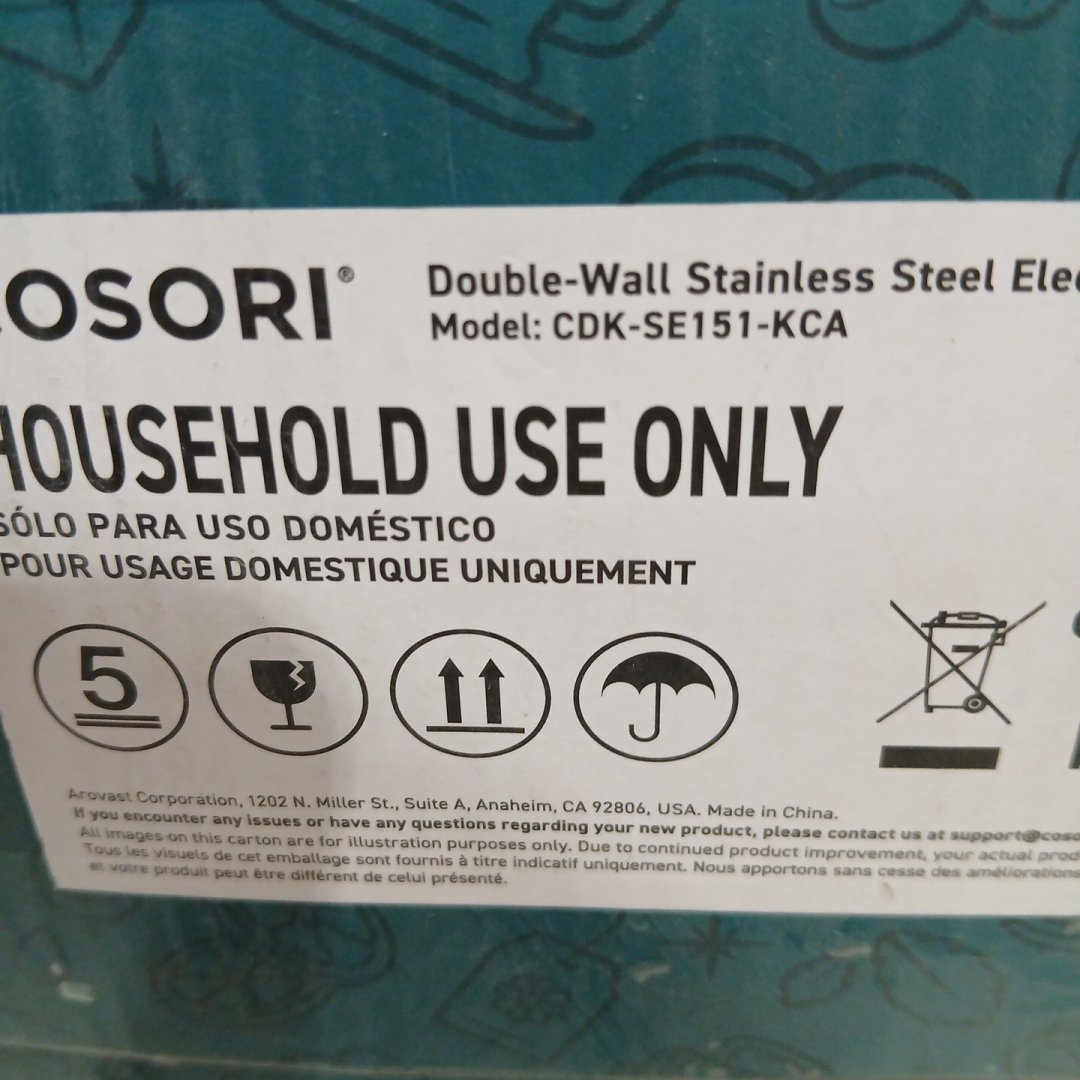 OSORI®
Double-Wall Stainless Steel Ele
Model: CDK-SE151-KCA
HOUSEHOLD USE ONLY
SÓLO PARA USO DOMÉSTICO
POUR USAGE DOMESTIQUE UNIQUEMENT
5
Arovast Corporation, 1202 N. Miller St., Suite A, Anaheim, CA 92806, USA. Made in China.
If you encounter any issues or have any questions regarding your new product, please contact us at support@coso
All images on this carton are for illustration purposes only. Due to continued product improvement, your actual prod
Tous les visuels de cet emballage sont fournis à titre indicatif uniquement. Nous apportons sans cesse des améliorations
et votre produit peut être différent de celui présenté.